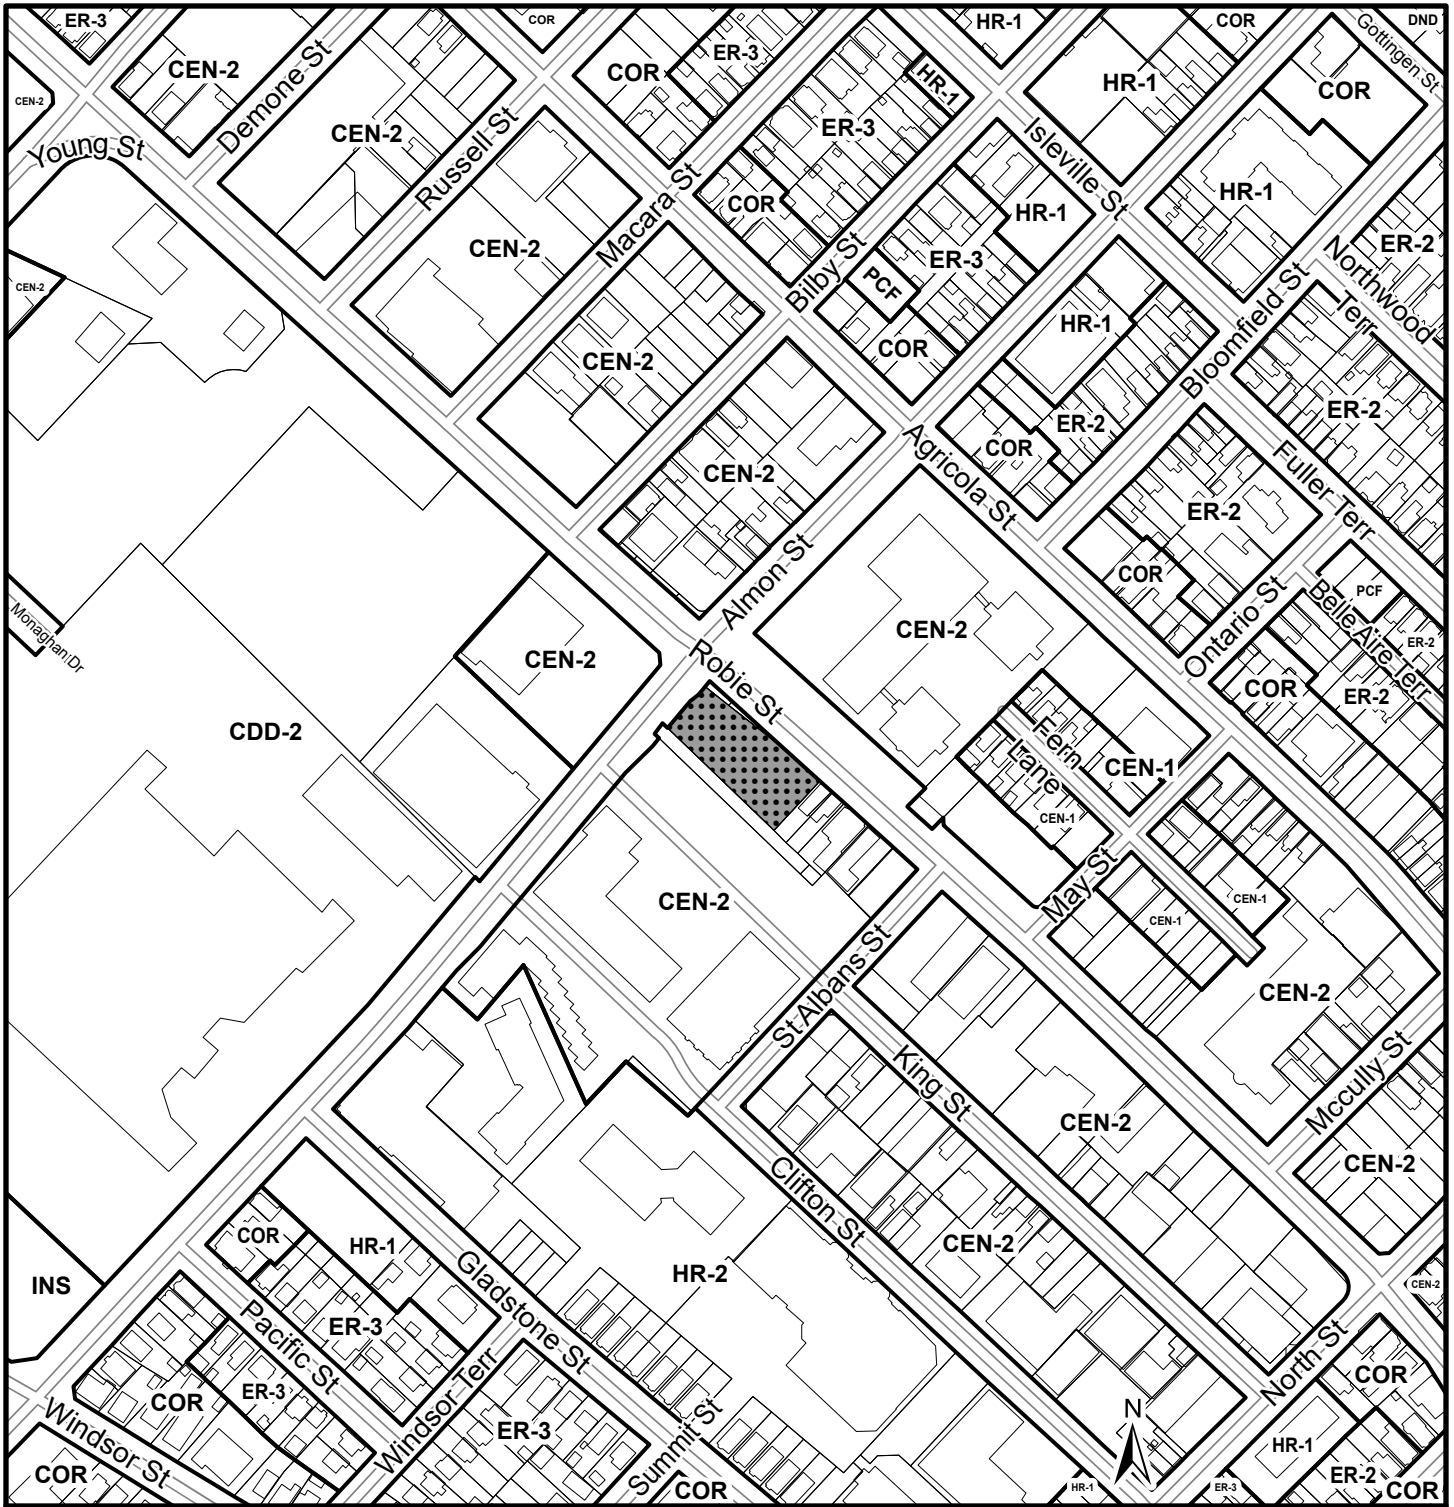 ER-3
COR
HR-1
COR
DND
Gottingen St
CEN-2
Demone St
COR
ER-3
HR-1
HR-1
COR
CEN-2
CEN-2
ER-3
Isleville St
Young St
Russell St
Macara St
COR
HR-1
HR-1
ER-2
Northwood
Terr
CEN-2
Bilby St
ER-3
PCF
Bloomfield St
CEN-2
HR-1
CEN-2
COR
ER-2
ER-2
COR
Agricola St
Fuller Terr
CEN-2
ER-2
Almon St
COR
PCF
Belle Aire Terr
ER-2
Monaghan Dr
CEN-2
Ontario St
CEN-2
Robie St
COR
ER-2
CDD-2
Fern
Lane
CEN-1
CEN-1
May St
CEN-2
CEN-1
CEN-1
St Albans St
CEN-2
King St
Mccully St
CEN-2
CEN-2
Clifton St
COR
HR-1
CEN-2
INS
HR-2
CEN-2
Gladstone St
Pacific St
ER-3
North St
COR
ER-3
Windsor Terr
COR
Windsor St
ER-3
Summit St
N
HR-1
COR
COR
HR-1
ER-3
ER-2
COR